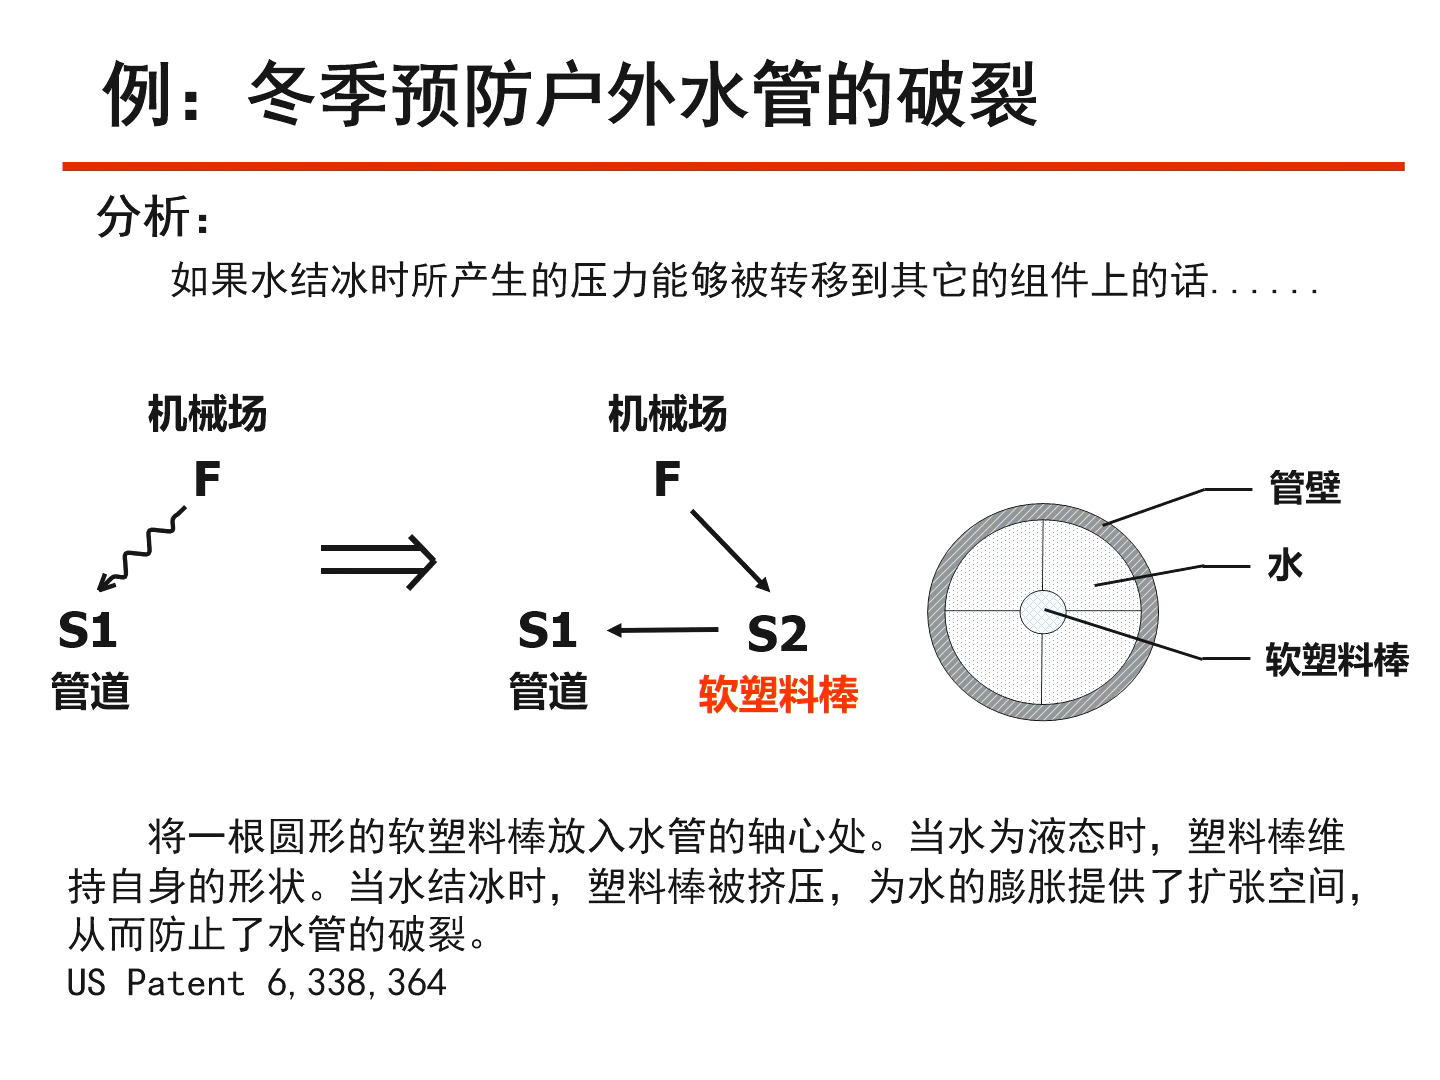 例：冬季预防户外水管的破裂
分析：
如果水结冰时所产生的压力能够被转移到其它的组件上的话......
机械场
F
S1
管道
机械场
F
S1
管道
S2
软塑料棒
管壁
水
软塑料棒
将一根圆形的软塑料棒放入水管的轴心处。当水为液态时，塑料棒维
持自身的形状。当水结冰时，塑料棒被挤压，为水的膨胀提供了扩张空间，
从而防止了水管的破裂。
US Patent 6,338,364